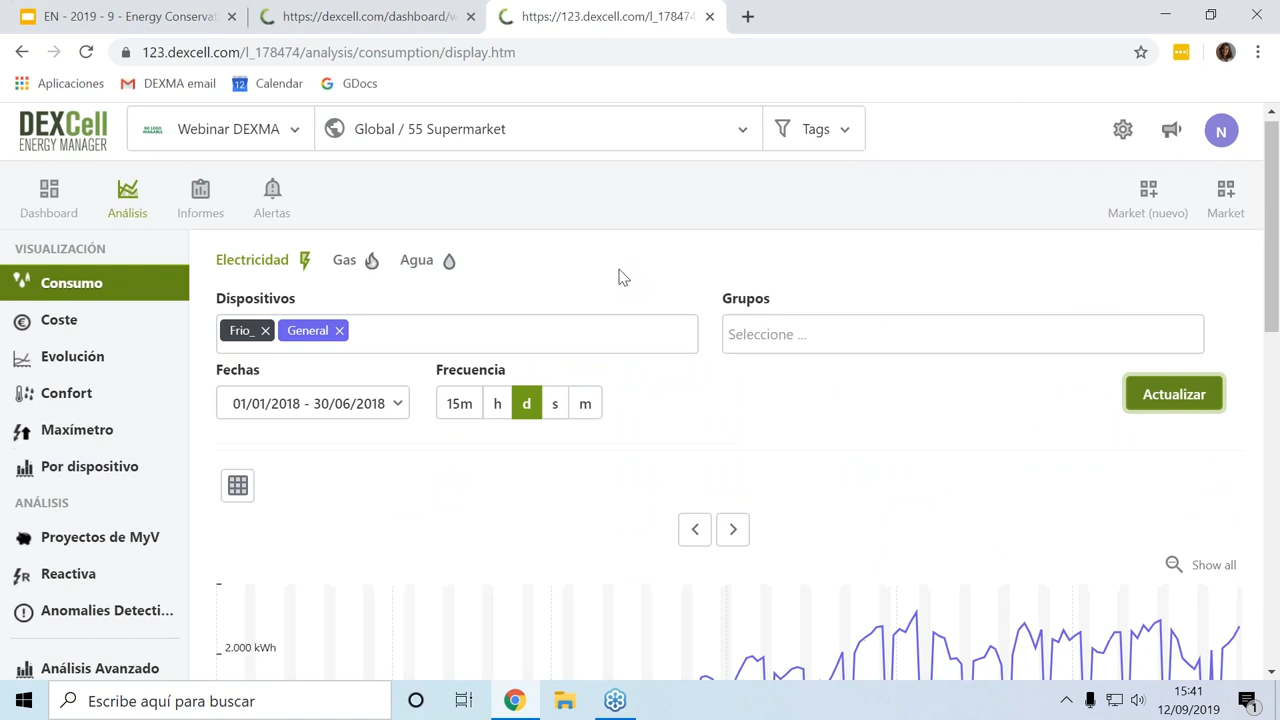 EN - 2019 - 9 - Energy Conservat
https://dexcell.com/dashboard/w
https://123.dexcell.com/l_178474
123.dexcell.com/l_178474/analysis/consumption/display.htm
Aplicaciones
DEXMA email
12
Calendar
GDocs
DEXCell
ENERGY MANAGER
Webinar DEXMA
Global / 55 Supermarket
Tags
N
Dashboard
Análisis
Informes
Alertas
Market (nuevo)
Market
VISUALIZACIÓN
Consumo
Coste
Evolución
Confort
Maxímetro
Por dispositivo
ANÁLISIS
Proyectos de MyV
Reactiva
Anomalies Detecti...
Análisis Avanzado
Electricidad
Gas
Agua
Dispositivos
Grupos
Frio_
General
Seleccione ...
Fechas
Frecuencia
01/01/2018 - 30/06/2018
15m
h
d
s
m
Actualizar
Show all
2.000 kWh
Escribe aquí para buscar
15:41
12/09/2019
1